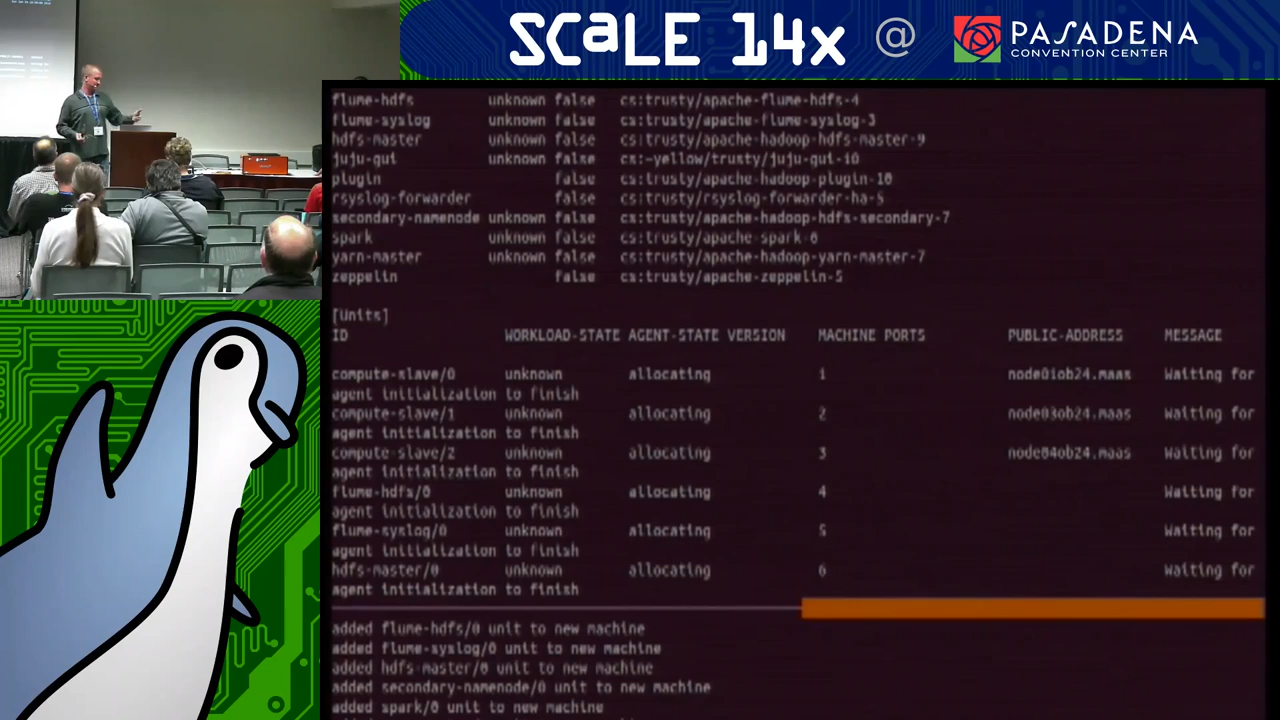 SCALE 14x @ PASADENA
CONVENTION CENTER
flume-hdfs unknown false cs:trusty/apache-flume-hdfs-4
flume-syslog unknown false cs:trusty/apache-flume-syslog-3
hdfs-master unknown false cs:trusty/apache-hadoop-hdfs-master-9
juju-gui unknown false cs:~yellow/trusty/juju-gui-10
plugin false cs:trusty/apache-hadoop-plugin-10
rsyslog-forwarder false cs:trusty/rsyslog-forwarder-ha-5
secondary-namenode unknown false cs:trusty/apache-hadoop-hdfs-secondary-7
spark unknown false cs:trusty/apache-spark-6
yarn-master unknown false cs:trusty/apache-hadoop-yarn-master-7
zeppelin false cs:trusty/apache-zeppelin-5
[Units]
ID WORKLOAD-STATE AGENT-STATE VERSION MACHINE PORTS PUBLIC-ADDRESS MESSAGE
compute-slave/0 unknown allocating 1 node01ob24.maas Waiting for
agent initialization to finish
compute-slave/1 unknown allocating 2 node03ob24.maas Waiting for
agent initialization to finish
compute-slave/2 unknown allocating 3 node04ob24.maas Waiting for
agent initialization to finish
flume-hdfs/0 unknown allocating 4 Waiting for
agent initialization to finish
flume-syslog/0 unknown allocating 5 Waiting for
agent initialization to finish
hdfs-master/0 unknown allocating 6 Waiting for
agent initialization to finish
added flume-hdfs/0 unit to new machine
added flume-syslog/0 unit to new machine
added hdfs-master/0 unit to new machine
added secondary-namenode/0 unit to new machine
added spark/0 unit to new machine